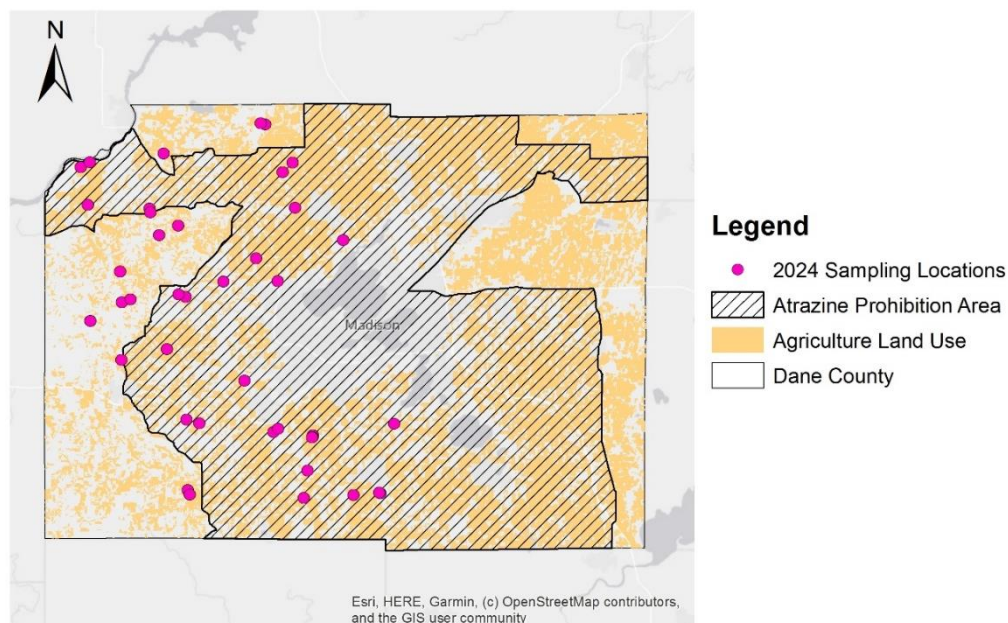 N
Madison
Legend
2024 Sampling Locations
Atrazine Prohibition Area
Agriculture Land Use
Dane County
Esri, HERE, Garmin, (c) OpenStreetMap contributors,
and the GIS user community